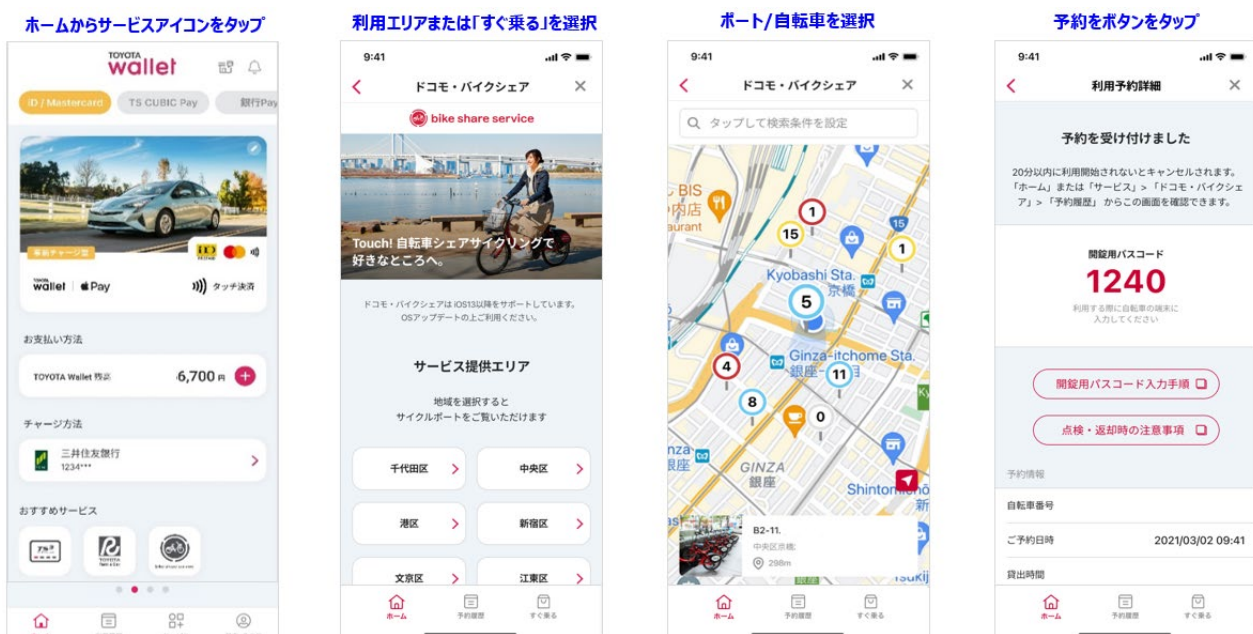 ホームからサービスアイコンをタップ
TOYOTA
wallet
iD / Mastercard
TS CUBIC Pay
銀行Pay
iD
wallet
Pay
タッチ決済
お支払い方法
TOYOTA Wallet 残高
6,700 円
チャージ方法
三井住友銀行
1234***
おすすめサービス
利用エリアまたは「すぐ乗る」を選択
9:41
ドコモ・バイクシェア
bike share service
Touch! 自転車シェアサイクリングで
好きなところへ。
ドコモ・バイクシェアは iOS13以降をサポートしています。
OSアップデートの上ご利用ください。
サービス提供エリア
地域を選択すると
サイクルポートをご覧いただけます
千代田区
中央区
港区
新宿区
文京区
江東区
ホーム
予約履歴
すぐ乗る
ポート/自転車を選択
9:41
ドコモ・バイクシェア
タップして検索条件を設定
BIS
内店
aurant
1
15
15
1
Kyobashi Sta.
京橋
5
Ginza-itchome Sta.
4
11
8
0
GINZA
銀座
B2-11.
中央区京橋
298m
ホーム
予約履歴
すぐ乗る
予約をボタンをタップ
9:41
利用予約詳細
予約を受け付けました
20分以内に利用開始されないとキャンセルされます。
「ホーム」または「サービス」>「ドコモ・バイクシェ
ア」>「予約履歴」 からこの画面を確認できます。
開錠用パスコード
1240
利用する際に自転車の端末に
入力してください
開錠用パスコード入力手順
点検・返却時の注意事項
予約情報
自転車番号
ご予約日時
2021/03/02 09:41
貸出時間
ホーム
予約履歴
すぐ乗る